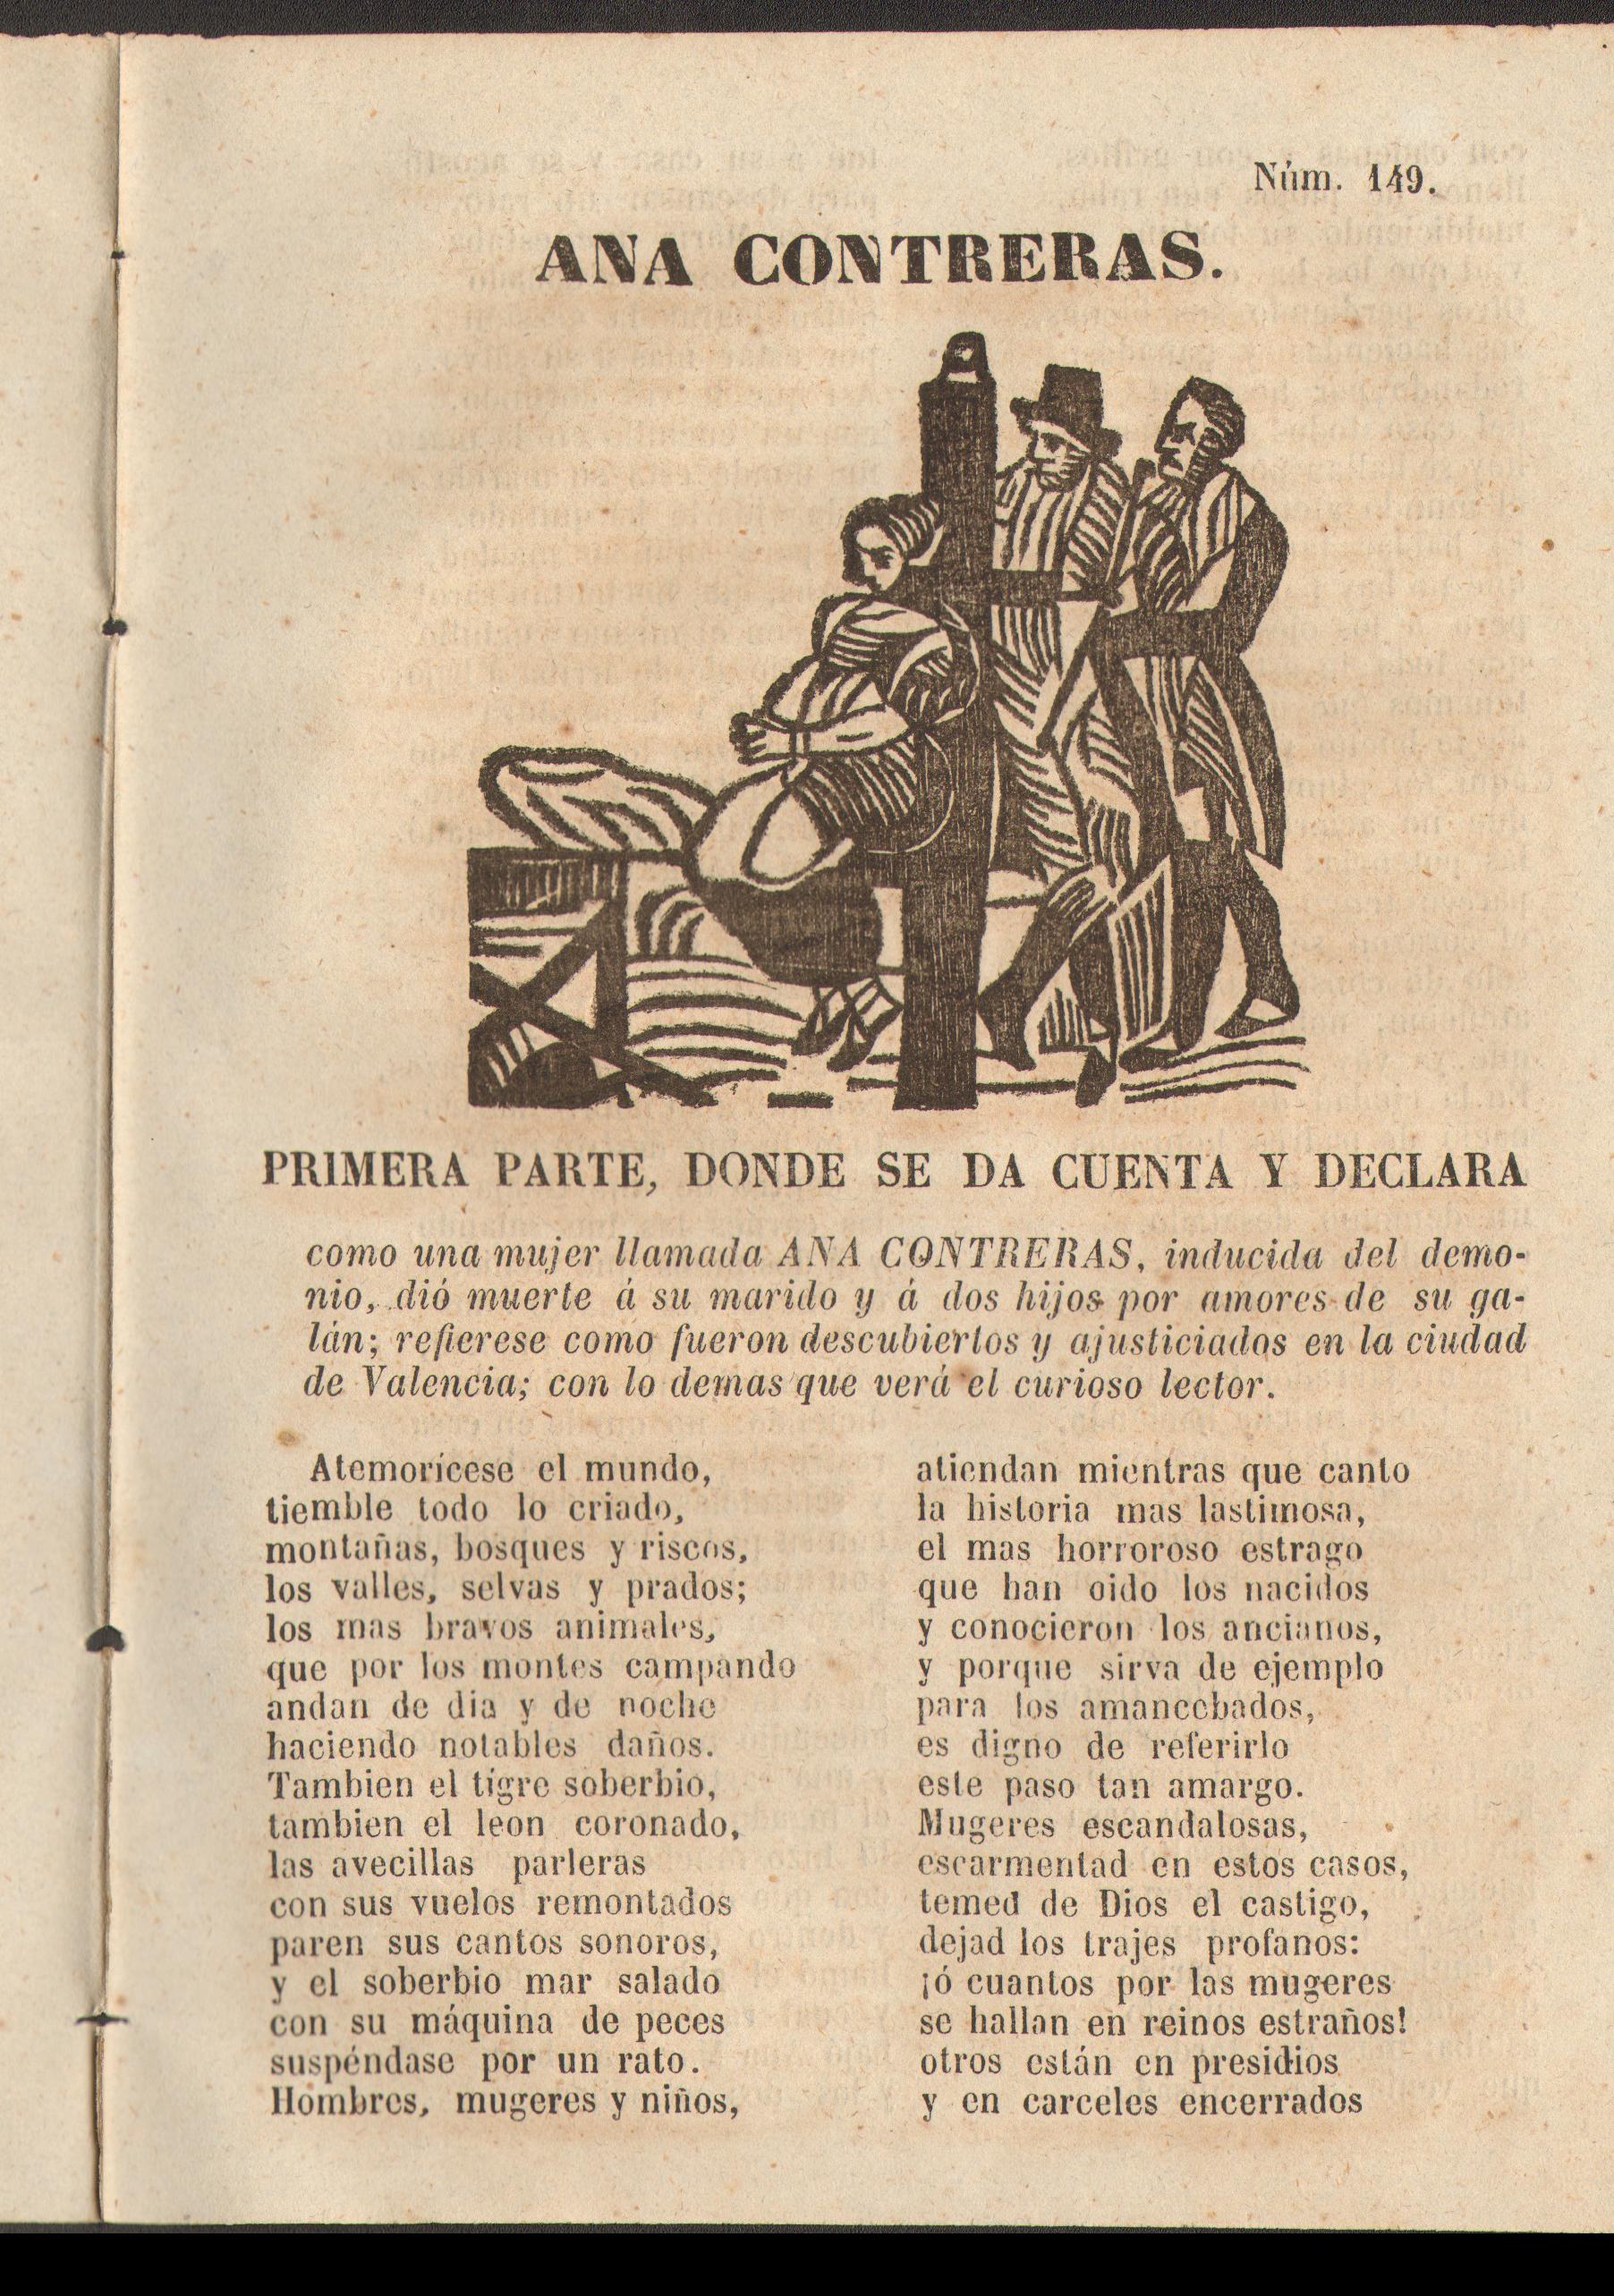 Núm. 149.
ANA CONTRERAS.
PRIMERA PARTE, DONDE SE DA CUENTA Y DECLARA
como una mujer llamada ANA CONTRERAS, inducida del demo-
nio, dió muerte á su marido y á dos hijos por amores de su ga-
lán; refierese como fueron descubiertos y ajusticiados en la ciudad
de Valencia; con lo demas que verá el curioso lector.
Atemorícese el mundo,
tiemble todo lo criado,
montañas, bosques y riscos,
los valles, selvas y prados;
los mas bravos animales,
que por los montes campando
andan de dia y de noche
haciendo notables daños.
Tambien el tigre soberbio,
tambien el leon coronado,
las avecillas parleras
con sus vuelos remontados
paren sus cantos sonoros,
y el soberbio mar salado
con su máquina de peces
suspéndase por un rato.
Hombres, mugeres y niños,
atiendan mientras que canto
la historia mas lastimosa,
el mas horroroso estrago
que han oido los nacidos
y conocieron los ancianos,
y porque sirva de ejemplo
para los amancebados,
es digno de referirlo
este paso tan amargo.
Mugeres escandalosas,
escarmentad en estos casos,
temed de Dios el castigo,
dejad los trajes profanos:
¡ó cuantos por las mugeres
se hallan en reinos estraños!
otros están en presidios
y en carceles encerrados